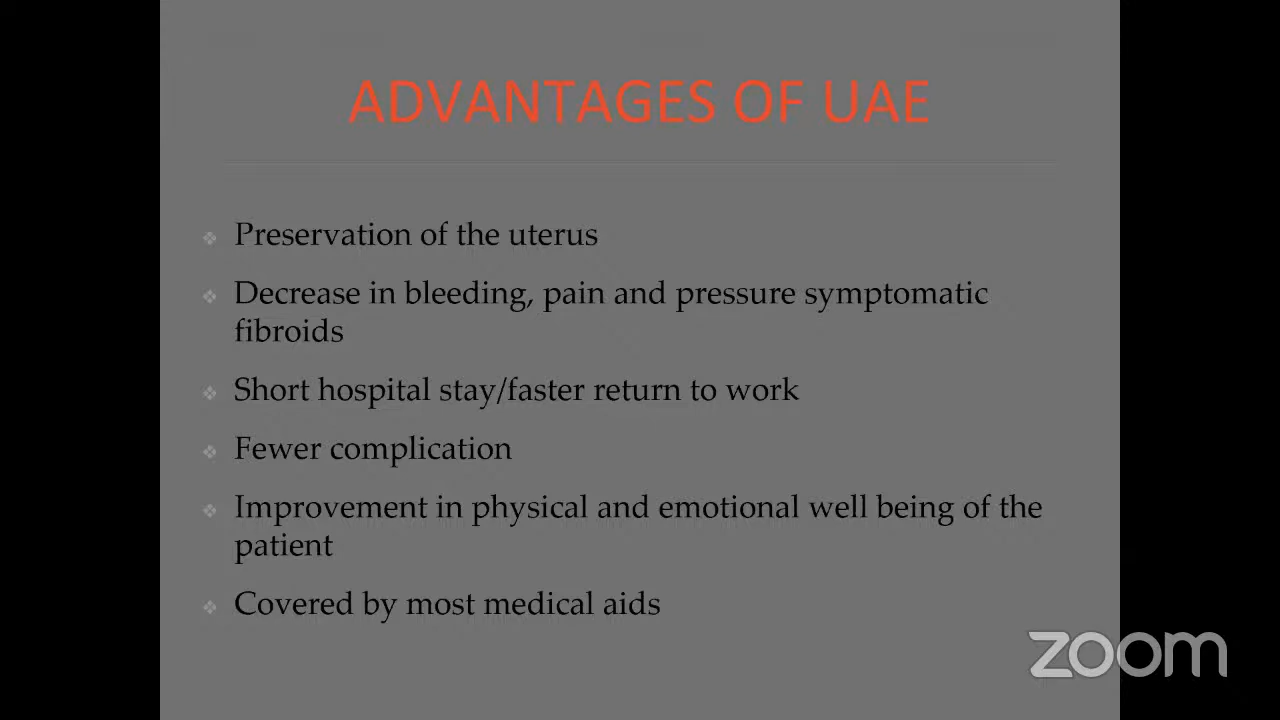 ADVANTAGES OF UAE
Preservation of the uterus
Decrease in bleeding, pain and pressure symptomatic
fibroids
Short hospital stay/faster return to work
Fewer complication
Improvement in physical and emotional well being of the
patient
Covered by most medical aids
zoom